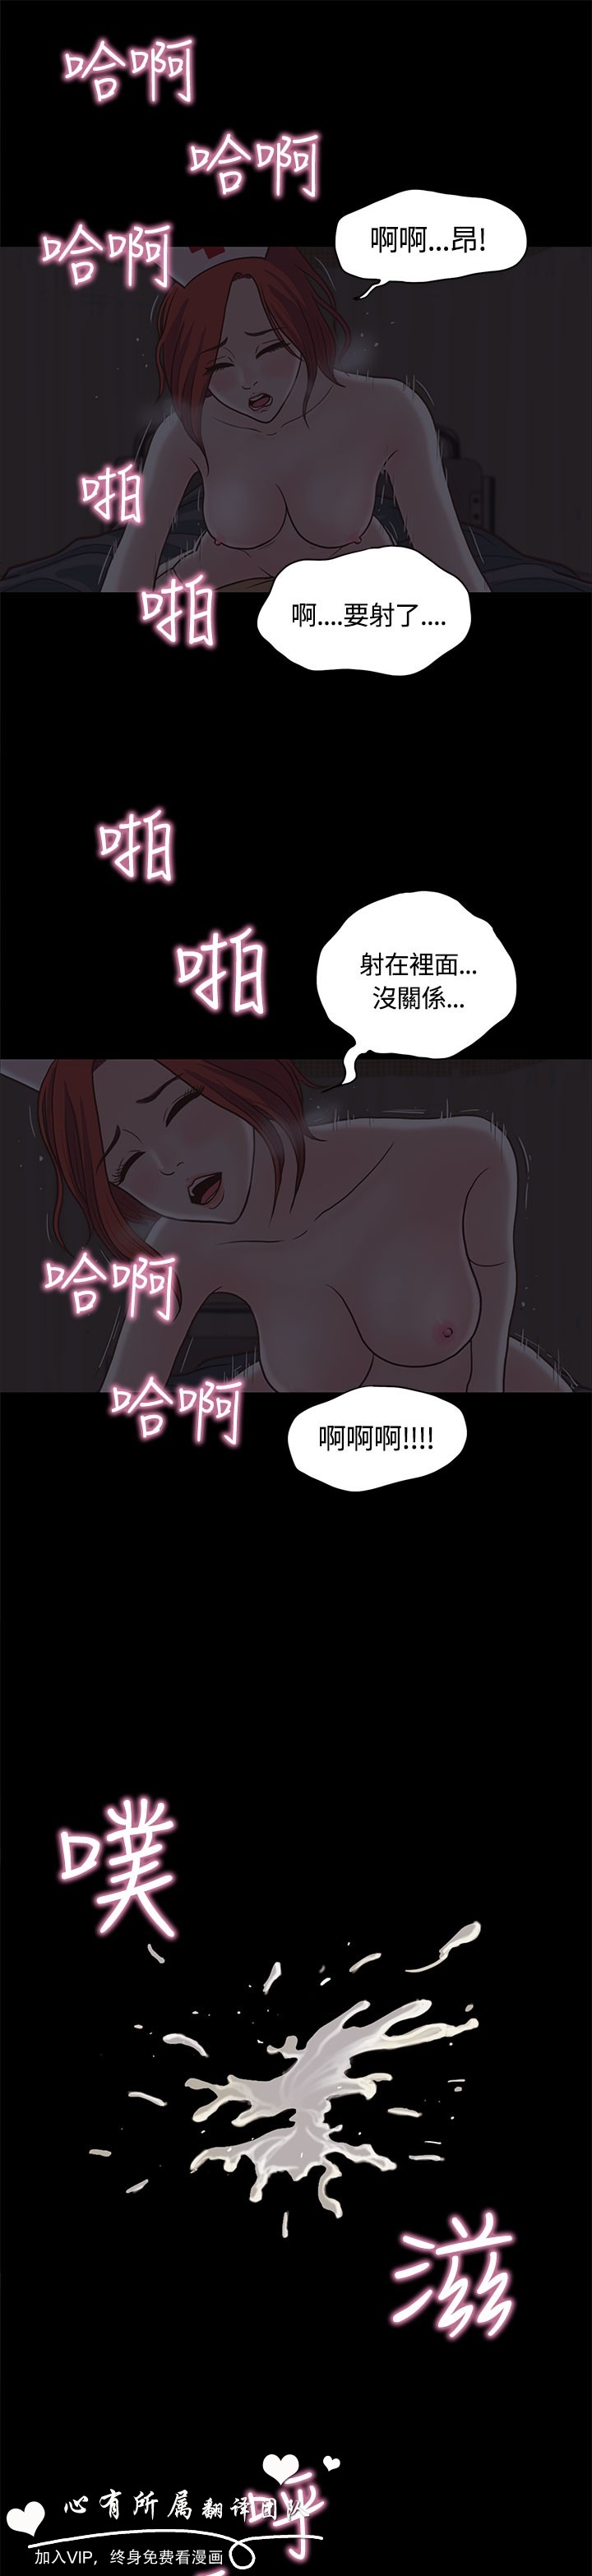 哈啊
哈啊
哈啊
啊啊...昂!
啪
啪
啊....要射了....
啪
啪
射在裡面...
沒關係...
哈啊
哈啊
啊啊啊!!!!
噗
滋
呼
心有所属翻译团队
加入VIP，终身免费看漫画